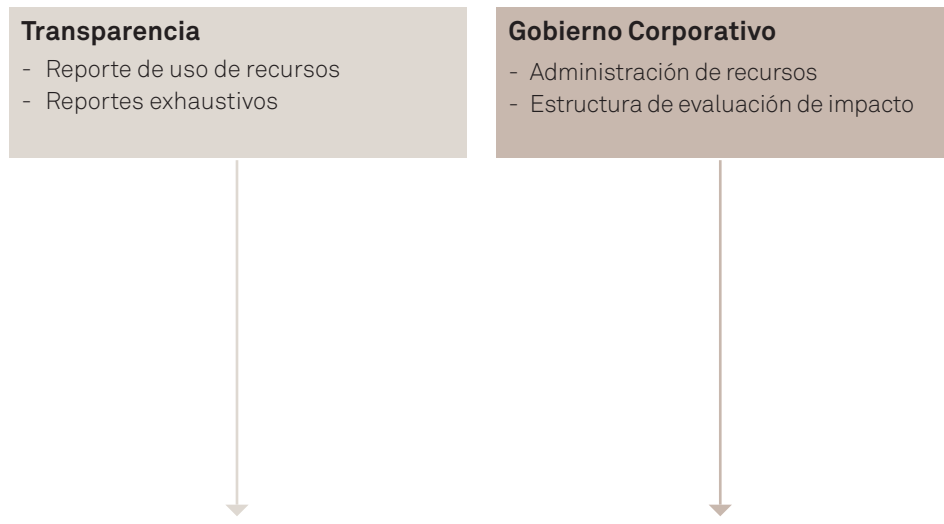 Transparencia
- Reporte de uso de recursos
- Reportes exhaustivos
Gobierno Corporativo
- Administración de recursos
- Estructura de evaluación de impacto